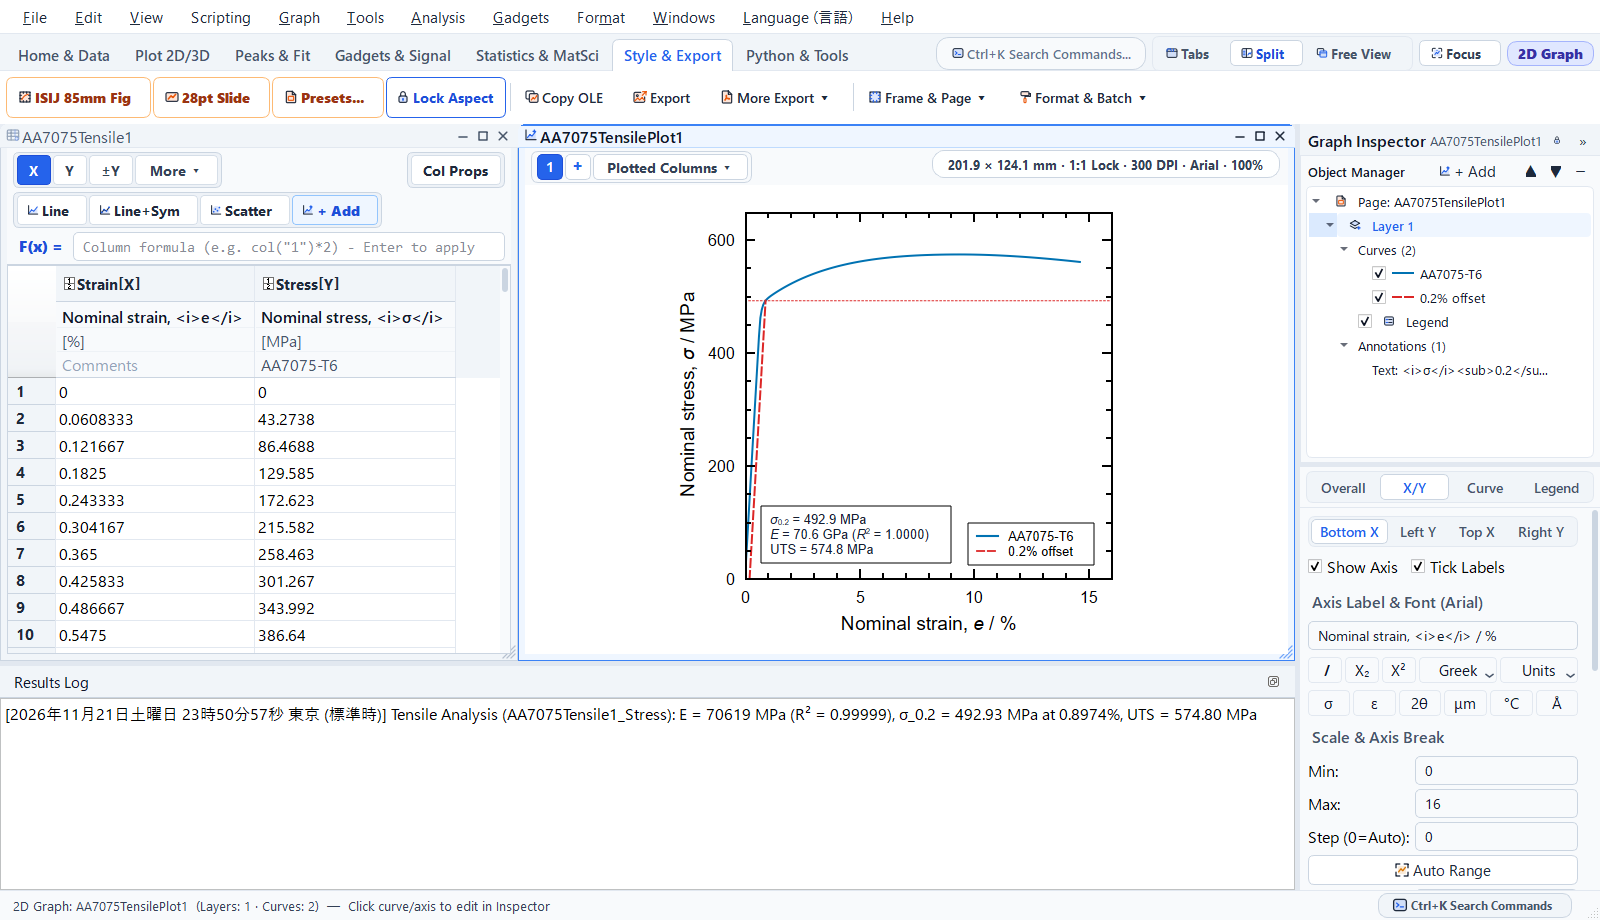 File Edit View Scripting Graph Tools Analysis Gadgets Format Windows Language (言語) Help
Home & Data Plot 2D/3D Peaks & Fit Gadgets & Signal Statistics & MatSci Style & Export Python & Tools Ctrl+K Search Commands... Tabs Split Free View Focus 2D Graph
ISIJ 85mm Fig 28pt Slide Presets... Lock Aspect Copy OLE Export More Export Frame & Page Format & Batch
AA7075Tensile1
X Y ±Y More Col Props
Line Line+Sym Scatter + Add
F(x) = Column formula (e.g. col("1")*2) - Enter to apply
Strain[X] Stress[Y]
Nominal strain, <i>e</i> Nominal stress, <i>σ</i>
[%] [MPa]
Comments AA7075-T6
1 0 0
2 0.0608333 43.2738
3 0.121667 86.4688
4 0.1825 129.585
5 0.243333 172.623
6 0.304167 215.582
7 0.365 258.463
8 0.425833 301.267
9 0.486667 343.992
10 0.5475 386.64
AA7075TensilePlot1
1 + Plotted Columns 201.9 × 124.1 mm · 1:1 Lock · 300 DPI · Arial · 100%
600
400
200
0
Nominal stress, σ / MPa
σ0.2 = 492.9 MPa
E = 70.6 GPa (R² = 1.0000)
UTS = 574.8 MPa
AA7075-T6
0.2% offset
0 5 10 15
Nominal strain, e / %
Graph Inspector AA7075TensilePlot1 »
Object Manager + Add
Page: AA7075TensilePlot1
Layer 1
Curves (2)
AA7075-T6
0.2% offset
Legend
Annotations (1)
Text: <i>σ</i><sub>0.2</su...
Overall X/Y Curve Legend
Bottom X Left Y Top X Right Y
Show Axis Tick Labels
Axis Label & Font (Arial)
Nominal strain, <i>e</i> / %
I X₂ X² Greek Units
σ ε 2θ μm °C Å
Scale & Axis Break
Min: 0
Max: 16
Step (0=Auto): 0
Auto Range
Results Log
[2026年11月21日土曜日 23時50分57秒 東京 (標準時)] Tensile Analysis (AA7075Tensile1_Stress): E = 70619 MPa (R² = 0.99999), σ_0.2 = 492.93 MPa at 0.8974%, UTS = 574.80 MPa
2D Graph: AA7075TensilePlot1 (Layers: 1 · Curves: 2) — Click curve/axis to edit in Inspector Ctrl+K Search Commands